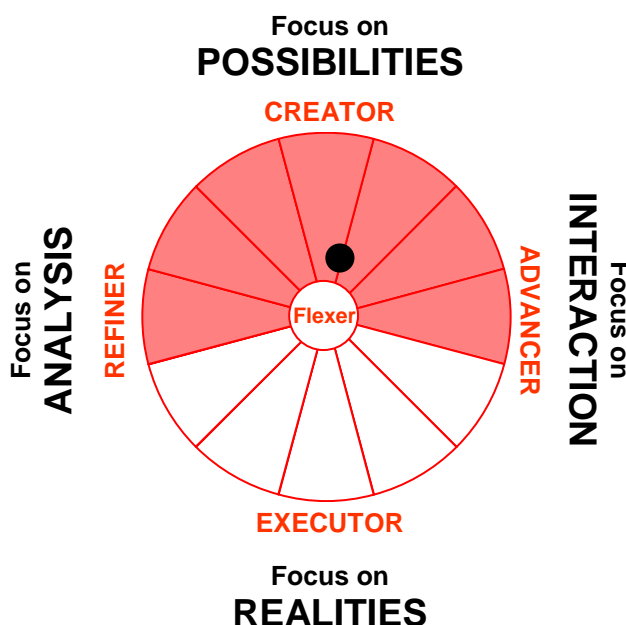 Focus on
POSSIBILITIES
CREATOR
Focus on
ANALYSIS
REFINER
Flexer
ADVANCER
INTERACTION
Focus on
EXECUTOR
Focus on
REALITIES